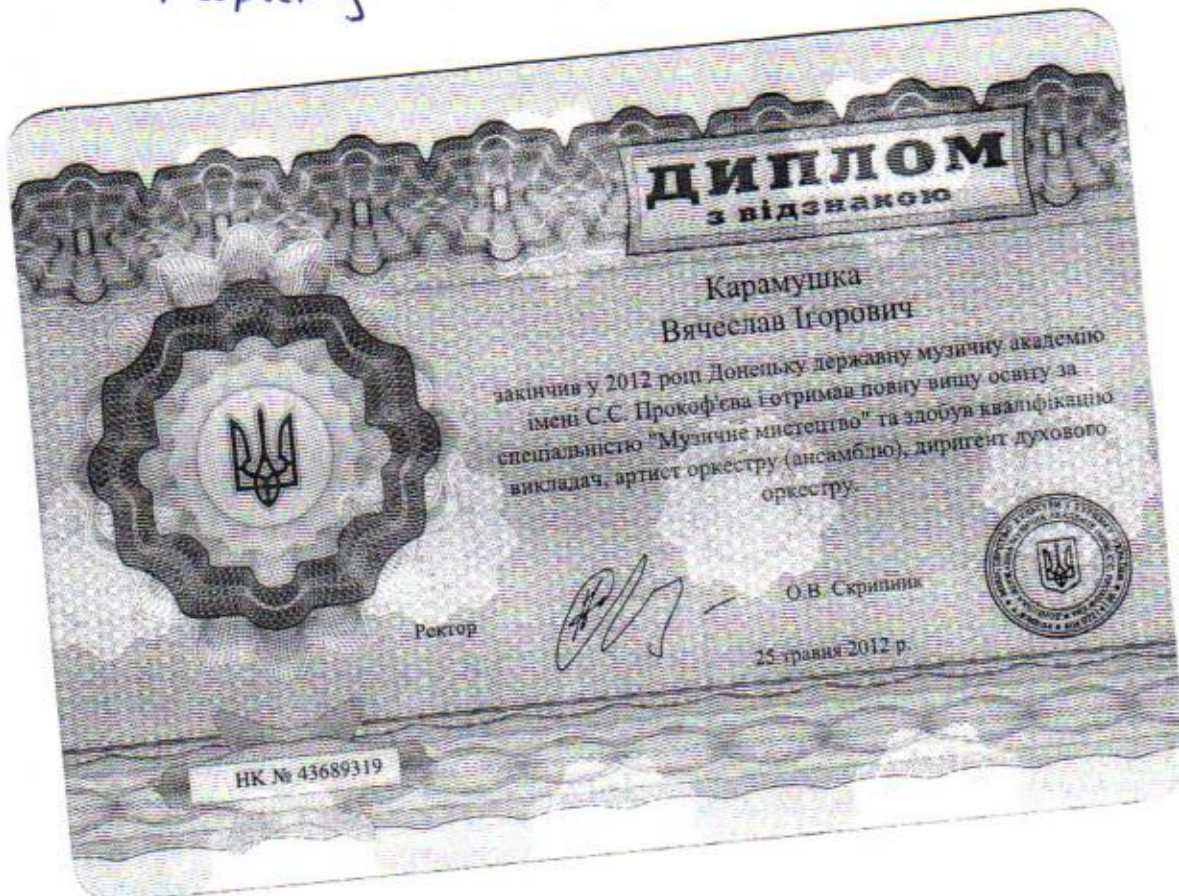 ДИПЛОМ
з відзнакою
Карамушка
Вячеслав Ігорович
закінчив у 2012 році Донецьку державну музичну академію
імені С.С. Прокоф'єва і отримав повну вищу освіту за
спеціальністю "Музичне мистецтво" та здобув кваліфікацію
викладач, артист оркестру (ансамблю), диригент духового
оркестру.
Ректор
О.В. Скрипник
25 травня 2012 р.
НК № 43689319